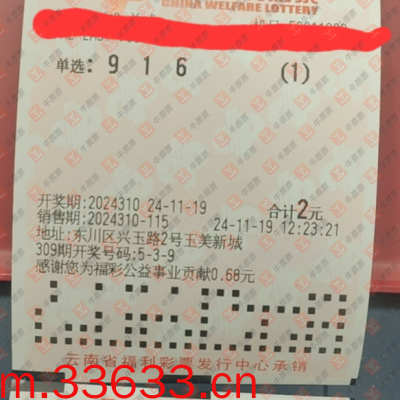 CHINA WELFARE LOTTERY
单选: 9 1 6 (1)
开奖期:2024310 24-11-19 合计2元
销售期:2024310-115 24-11-19 12:23:21
地址:东川区兴玉路2号玉美新城
309期开奖号码:5-3-9
感谢您为福彩公益事业贡献0.68元
云南省福利彩票发行中心承销
m.33633.cn